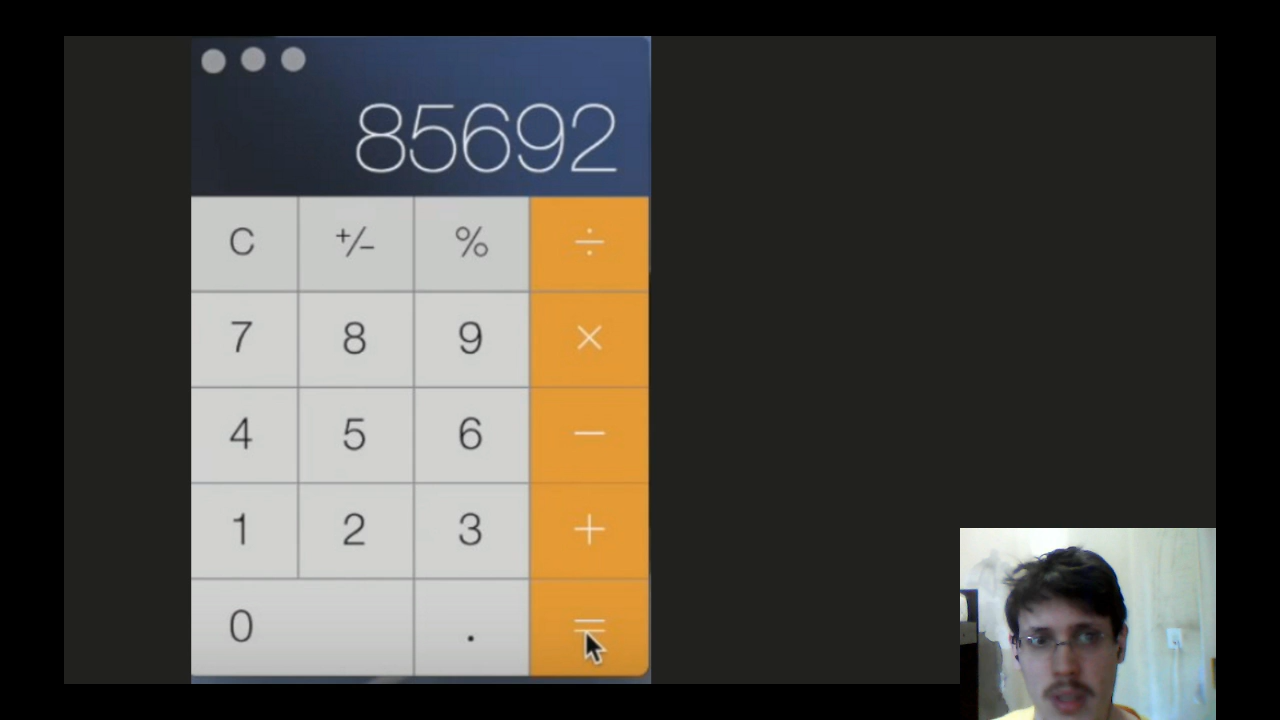 85692
C +/− % ÷
7 8 9 ×
4 5 6 −
1 2 3 +
0 . =